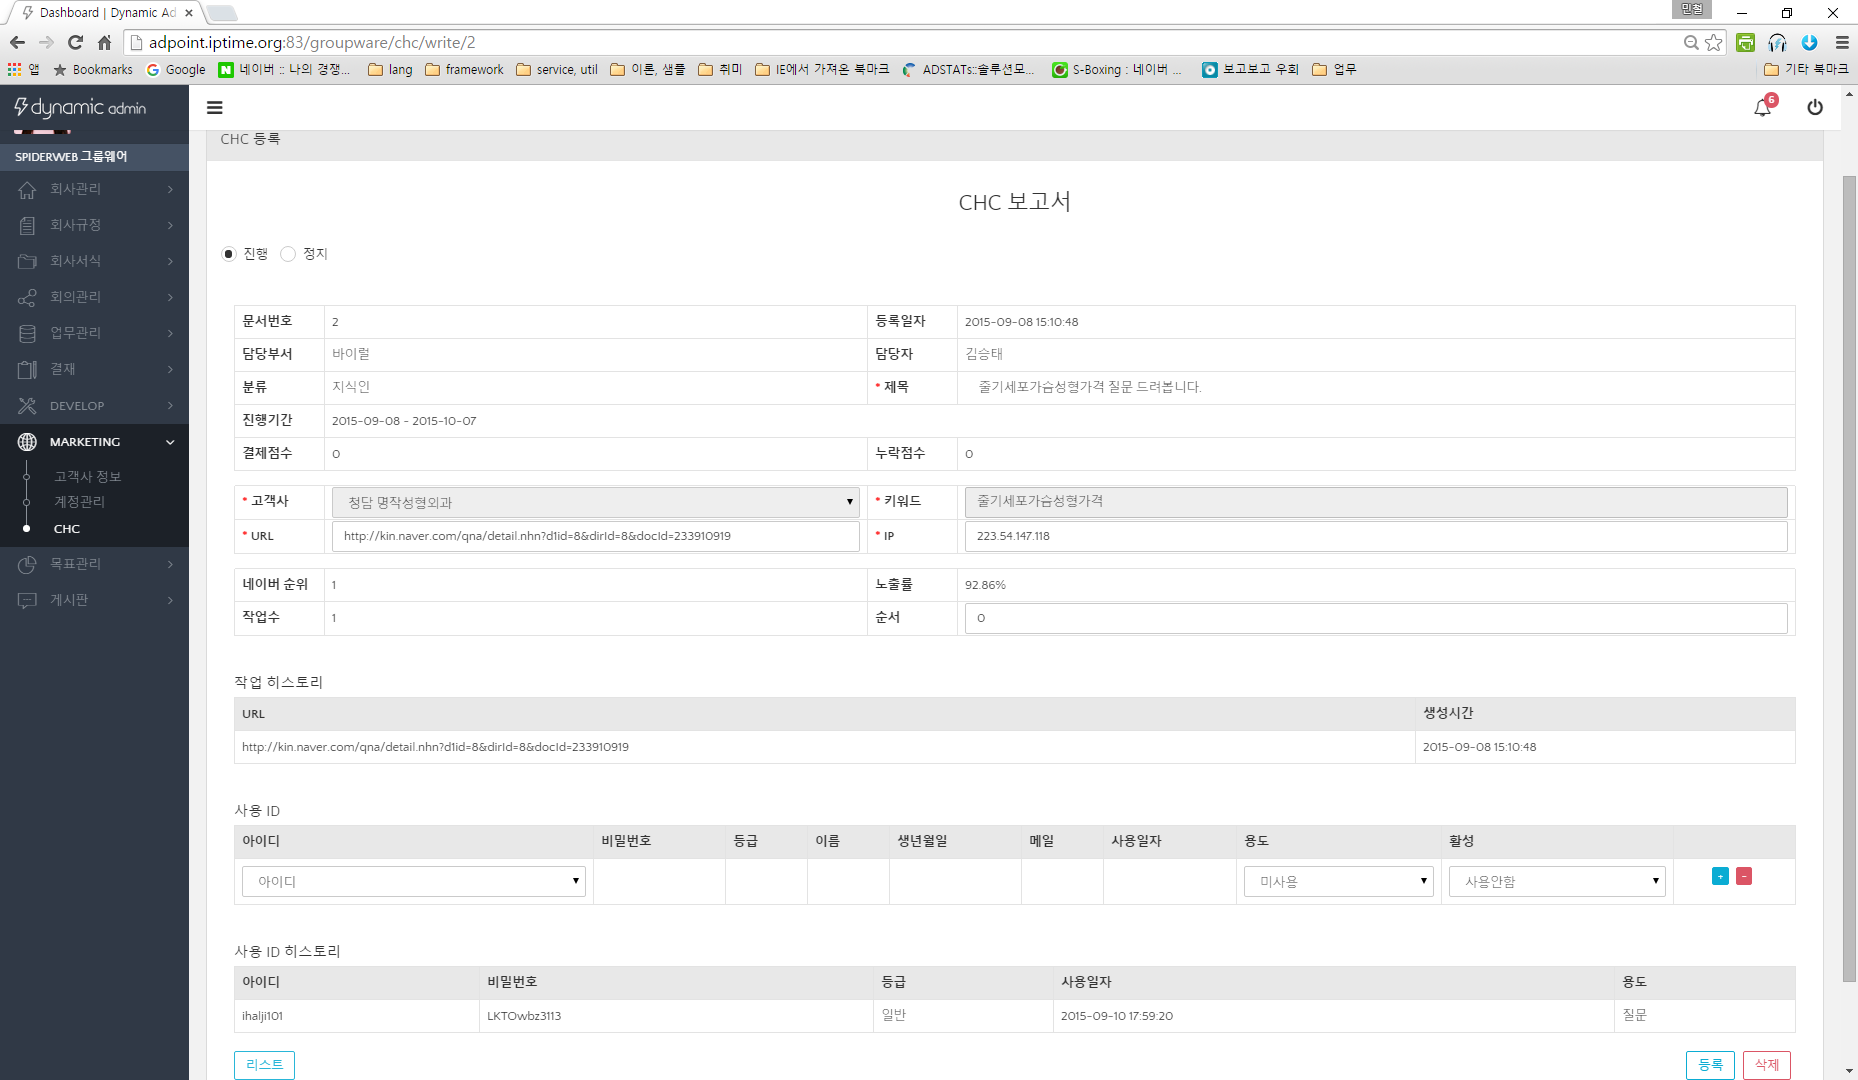 Dashboard | Dynamic Ad
민철
adpoint.iptime.org:83/groupware/chc/write/2
앱 Bookmarks Google 네이버 :: 나의 경쟁... lang framework service, util 이론, 샘플 취미 IE에서 가져온 북마크 ADSTATs::솔루션모... S-Boxing : 네이버 ... 보고보고 우회 업무 기타 북마크
dynamic admin
6
SPIDERWEB 그룹웨어
회사관리
회사규정
회사서식
회의관리
업무관리
결재
DEVELOP
MARKETING
고객사 정보
계정관리
CHC
목표관리
게시판
CHC 등록
CHC 보고서
진행 정지
문서번호 2 등록일자 2015-09-08 15:10:48
담당부서 바이럴 담당자 김승태
분류 지식인 * 제목 줄기세포가슴성형가격 질문 드려봅니다.
진행기간 2015-09-08 - 2015-10-07
결제점수 0 누락점수 0
* 고객사 청담 명작성형외과 * 키워드 줄기세포가슴성형가격
* URL http://kin.naver.com/qna/detail.nhn?d1id=8&dirId=8&docId=233910919 * IP 223.54.147.118
네이버 순위 1 노출률 92.86%
작업수 1 순서 0
작업 히스토리
URL 생성시간
http://kin.naver.com/qna/detail.nhn?d1id=8&dirId=8&docId=233910919 2015-09-08 15:10:48
사용 ID
아이디 비밀번호 등급 이름 생년월일 메일 사용일자 용도 활성
아이디 미사용 사용안함 + -
사용 ID 히스토리
아이디 비밀번호 등급 사용일자 용도
ihalji101 LKTOwbz3113 일반 2015-09-10 17:59:20 질문
리스트 등록 삭제